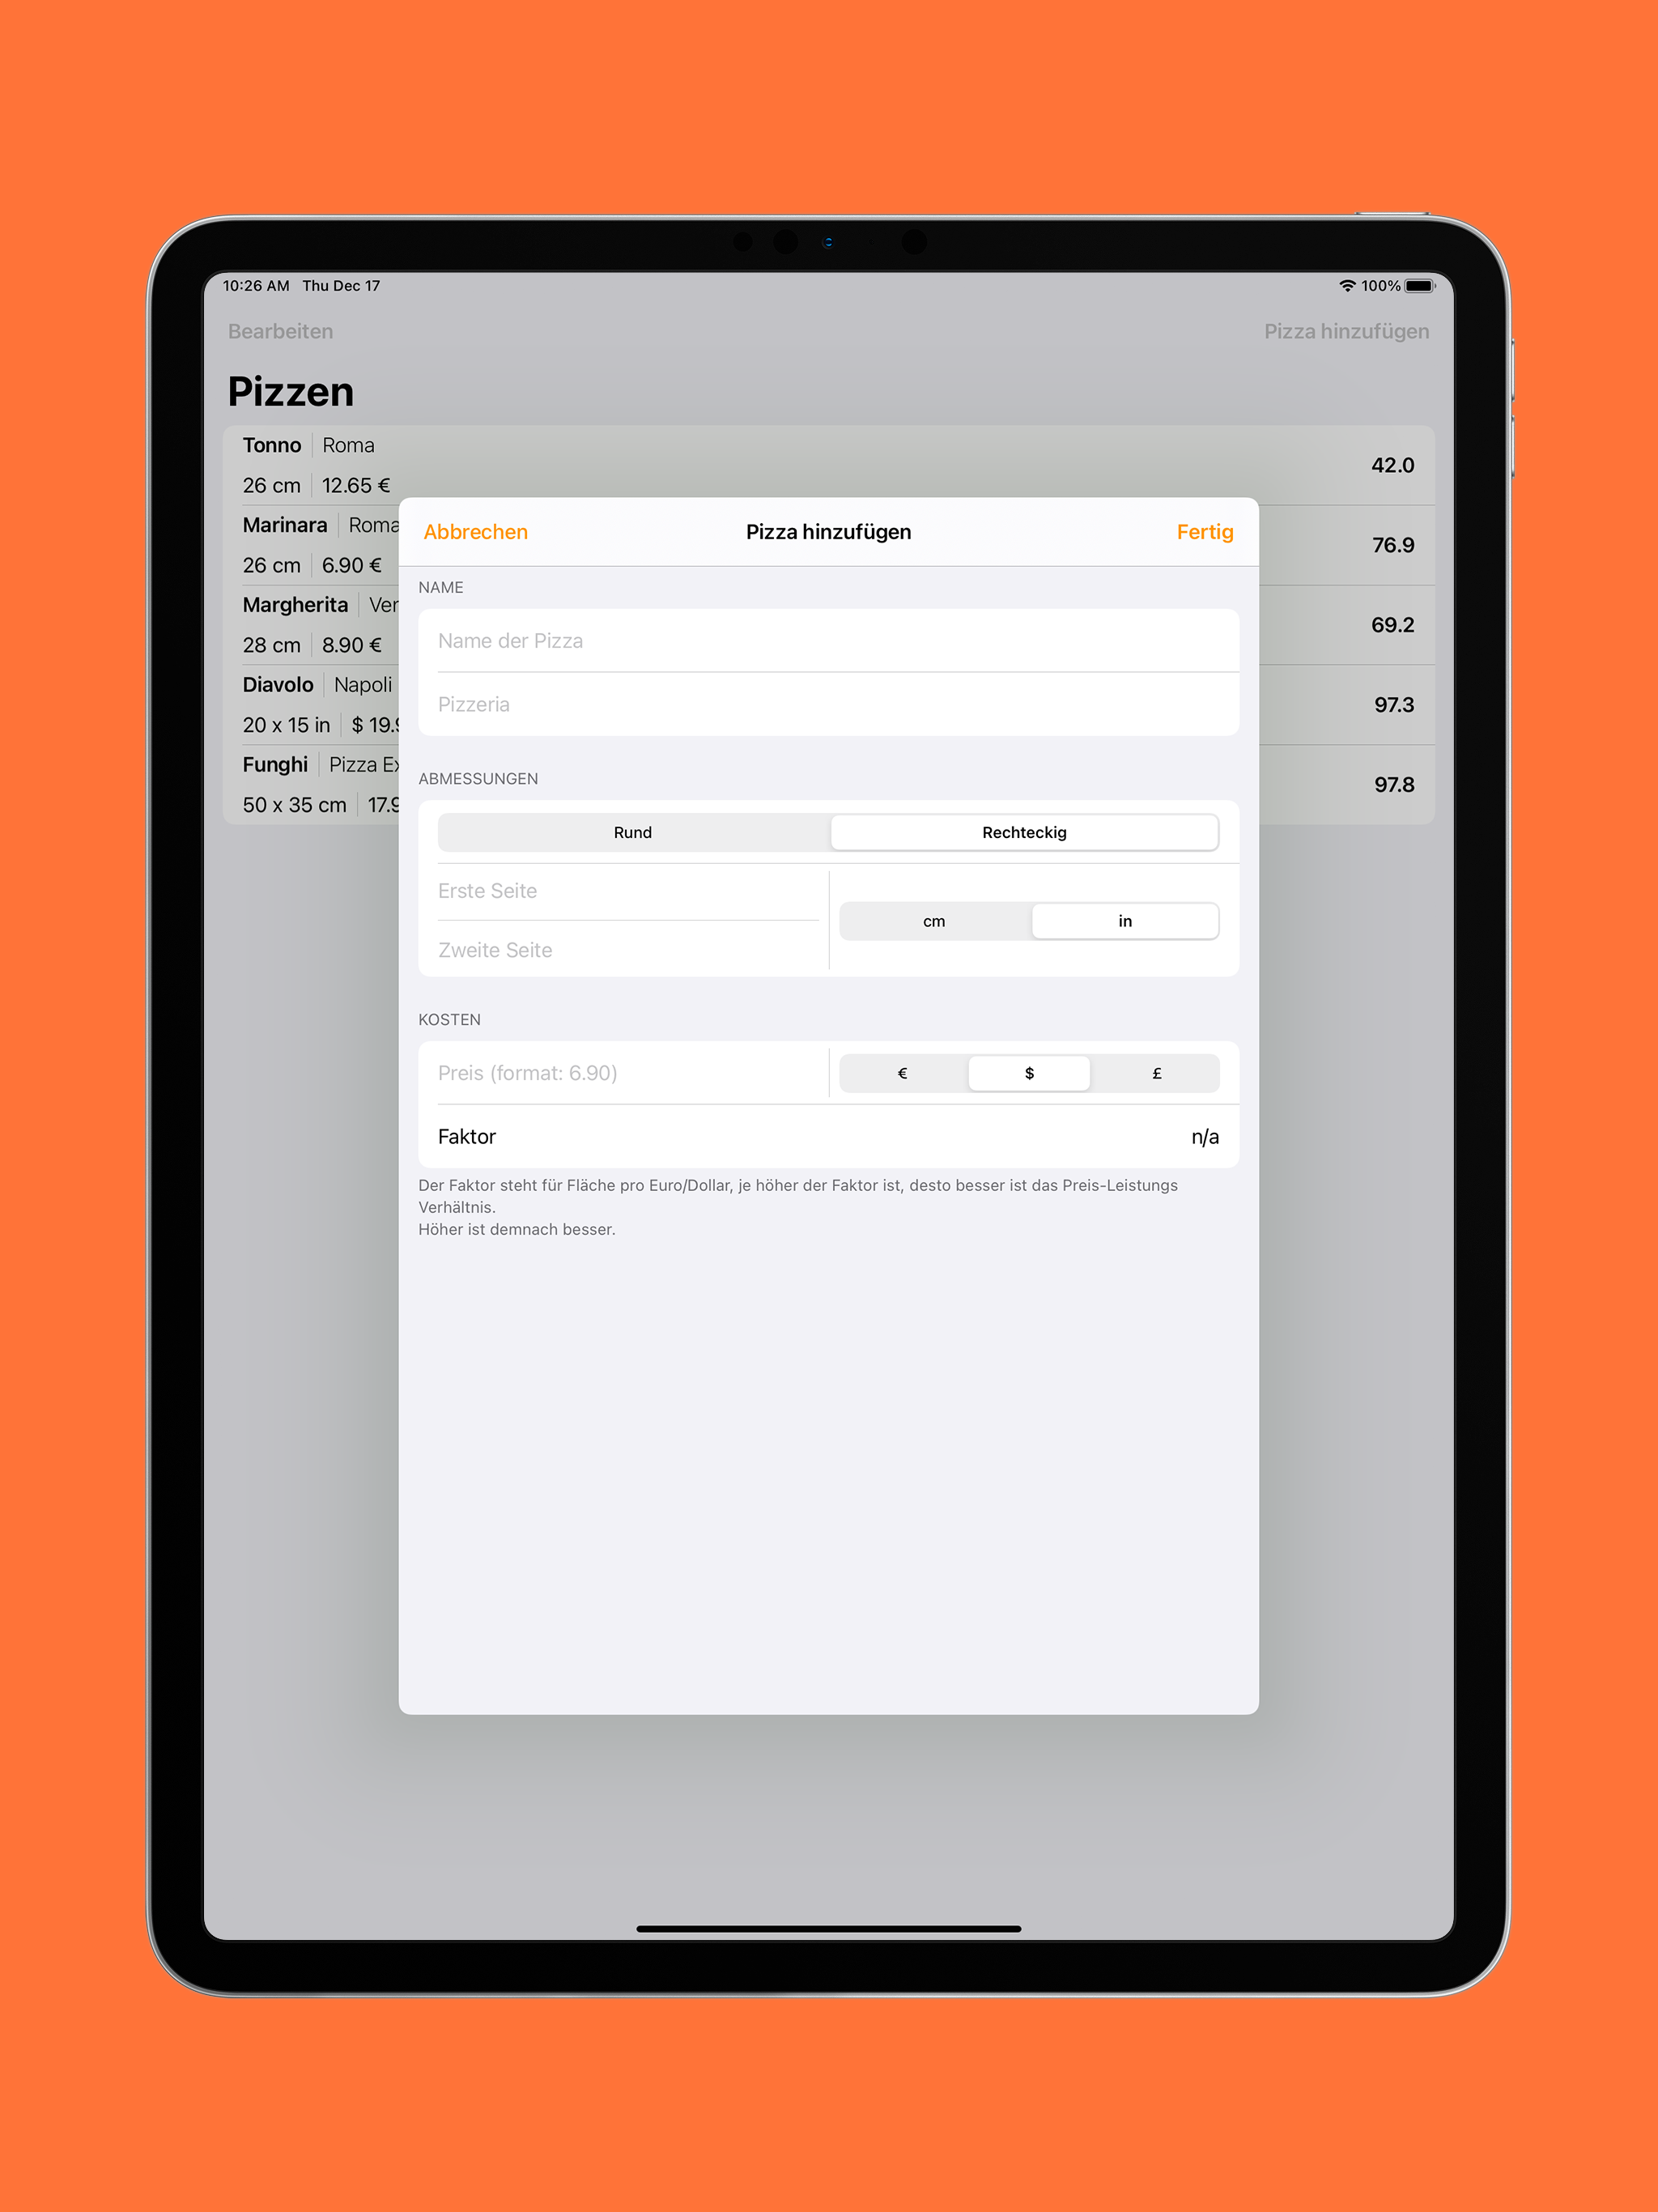 10:26 AM Thu Dec 17
100%
Bearbeiten
Pizza hinzufügen
Pizzen
Tonno Roma
26 cm 12.65 €
42.0
Marinara Roma
26 cm 6.90 €
76.9
Margherita
28 cm 8.90 €
69.2
Diavolo Napoli
20 x 15 in $ 19.9
97.3
Funghi Pizza
50 x 35 cm 17.9
97.8
Abbrechen Pizza hinzufügen Fertig
NAME
Name der Pizza
Pizzeria
ABMESSUNGEN
Rund Rechteckig
Erste Seite
Zweite Seite
cm in
KOSTEN
Preis (format: 6.90)
€ $ £
Faktor n/a
Der Faktor steht für Fläche pro Euro/Dollar, je höher der Faktor ist, desto besser ist das Preis-Leistungs
Verhältnis.
Höher ist demnach besser.